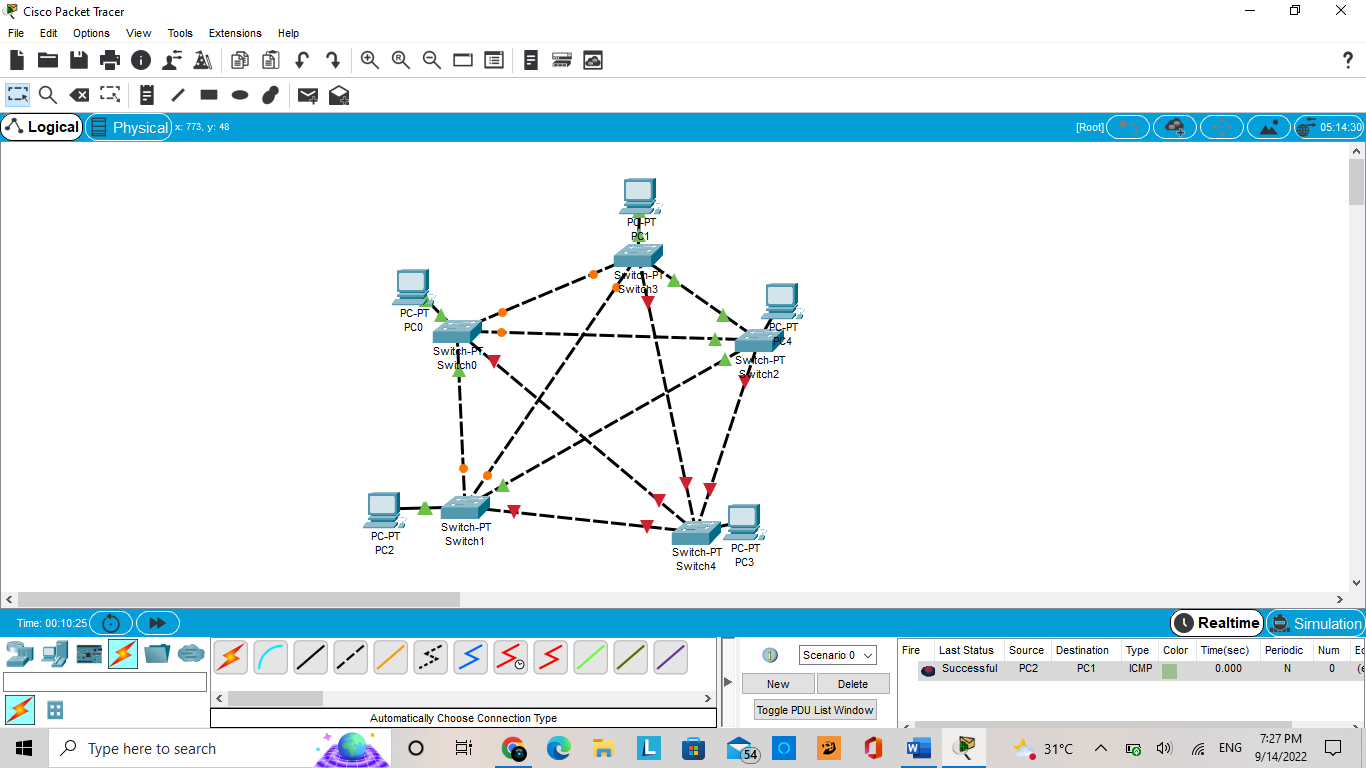 Cisco Packet Tracer
File Edit Options View Tools Extensions Help
?
Logical Physical x: 773, y: 48 [Root] 05:14:30
PC-PT
PC1
Switch-PT
Switch3
PC-PT
PC0
Switch-PT
Switch0
PC-PT
PC4
Switch-PT
Switch2
PC-PT
PC2
Switch-PT
Switch1
Switch-PT
Switch4
PC-PT
PC3
Time: 00:10:25 Realtime Simulation
Scenario 0
New Delete
Toggle PDU List Window
Fire Last Status Source Destination Type Color Time(sec) Periodic Num Ec
Successful PC2 PC1 ICMP 0.000 N 0 (e
Automatically Choose Connection Type
Type here to search
L
54
W
31°C ENG
7:27 PM
9/14/2022